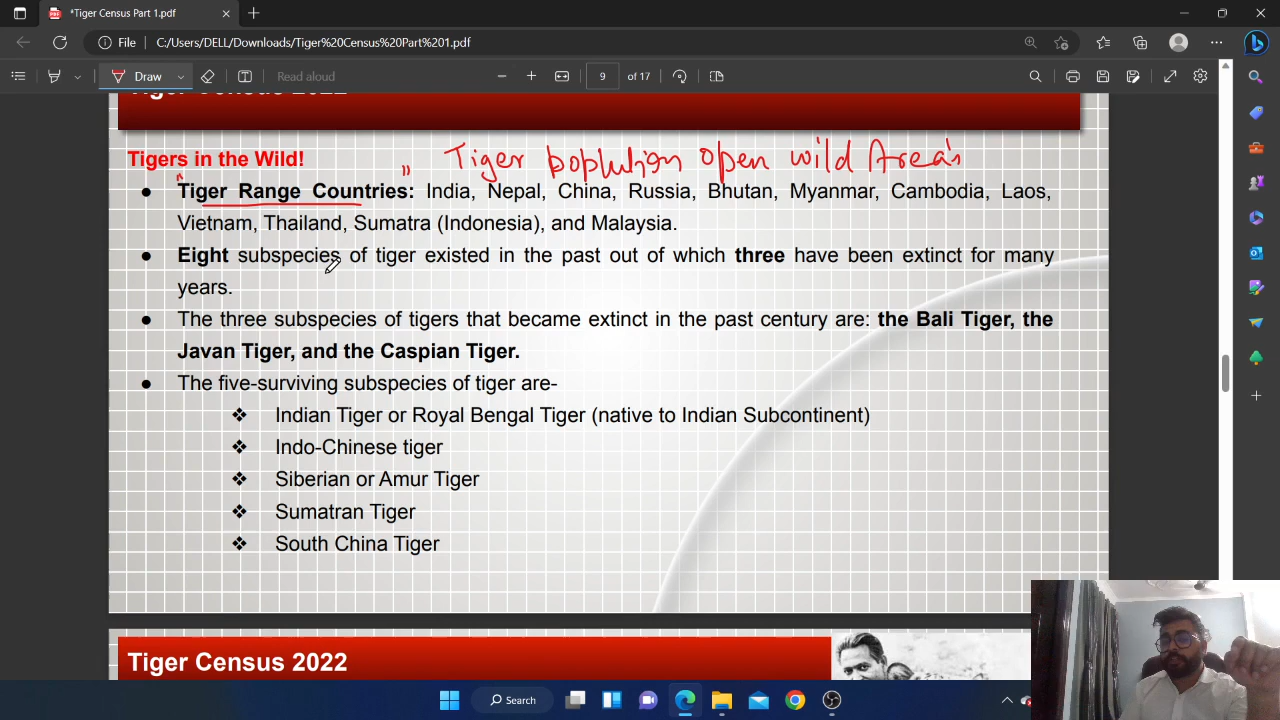 *Tiger Census Part 1.pdf
File C:/Users/DELL/Downloads/Tiger%20Census%20Part%201.pdf
Draw Read aloud 9 of 17
Tiger Census 2022
Tigers in the Wild!
" Tiger poplution open wild Area's
● Tiger Range Countries: India, Nepal, China, Russia, Bhutan, Myanmar, Cambodia, Laos,
Vietnam, Thailand, Sumatra (Indonesia), and Malaysia.
● Eight subspecies of tiger existed in the past out of which three have been extinct for many
years.
● The three subspecies of tigers that became extinct in the past century are: the Bali Tiger, the
Javan Tiger, and the Caspian Tiger.
● The five-surviving subspecies of tiger are-
❖ Indian Tiger or Royal Bengal Tiger (native to Indian Subcontinent)
❖ Indo-Chinese tiger
❖ Siberian or Amur Tiger
❖ Sumatran Tiger
❖ South China Tiger
Tiger Census 2022
Search